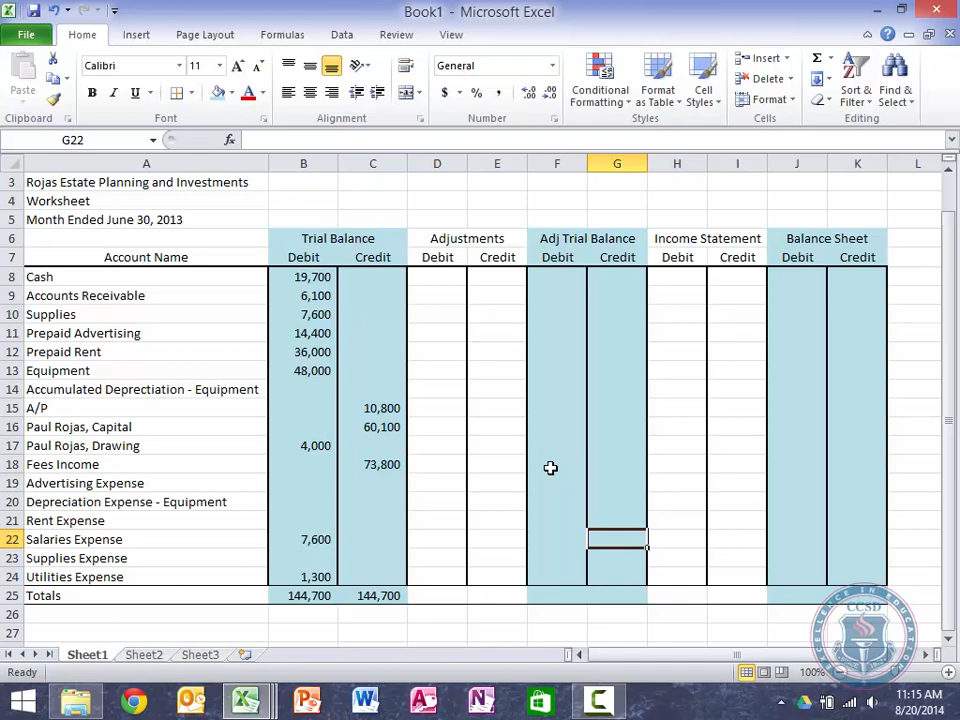 Book1 - Microsoft Excel
File Home Insert Page Layout Formulas Data Review View
Paste
Calibri 11
B I U A
General
$ % ,
Conditional Formatting
Format as Table
Cell Styles
Insert
Delete
Format
Σ
Sort & Filter
Find & Select
Clipboard Font Alignment Number Styles Cells Editing
G22 fx
A B C D E F G H I J K L
3 Rojas Estate Planning and Investments
4 Worksheet
5 Month Ended June 30, 2013
6 Trial Balance Adjustments Adj Trial Balance Income Statement Balance Sheet
7 Account Name Debit Credit Debit Credit Debit Credit Debit Credit Debit Credit
8 Cash 19,700
9 Accounts Receivable 6,100
10 Supplies 7,600
11 Prepaid Advertising 14,400
12 Prepaid Rent 36,000
13 Equipment 48,000
14 Accumulated Deprectiation - Equipment
15 A/P 10,800
16 Paul Rojas, Capital 60,100
17 Paul Rojas, Drawing 4,000
18 Fees Income 73,800
19 Advertising Expense
20 Depreciation Expense - Equipment
21 Rent Expense
22 Salaries Expense 7,600
23 Supplies Expense
24 Utilities Expense 1,300
25 Totals 144,700 144,700
26
27
Sheet1 Sheet2 Sheet3
Ready 100%
CCSD
11:15 AM
8/20/2014